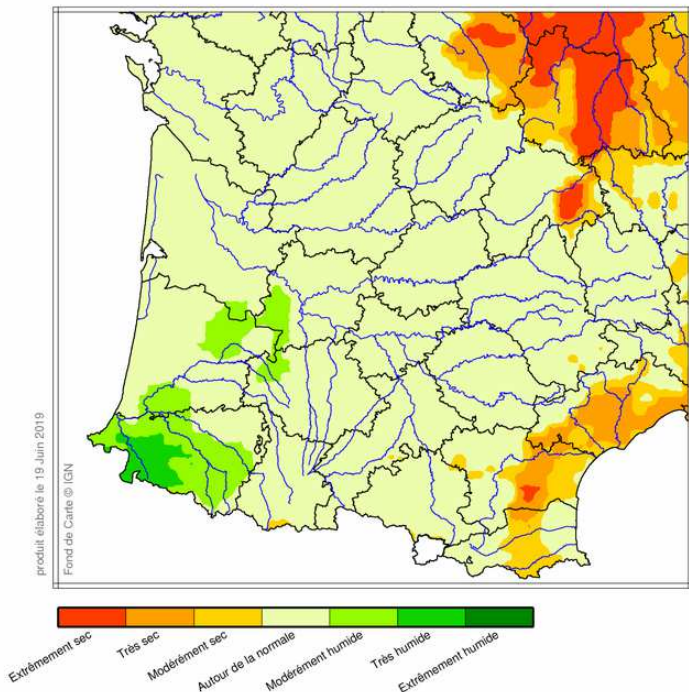 produit élaboré le 19 Juin 2019
Fond de Carte © IGN
Extrêmement sec
Très sec
Modérément sec
Autour de la normale
Modérément humide
Très humide
Extrêmement humide